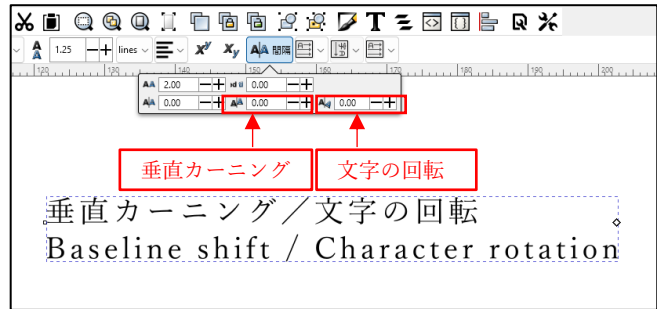 1.25 lines 間隔
120 130 140 150 160 170 180 190 200
2.00 0.00
0.00 0.00 0.00
垂直カーニング 文字の回転
垂直カーニング／文字の回転
Baseline shift / Character rotation